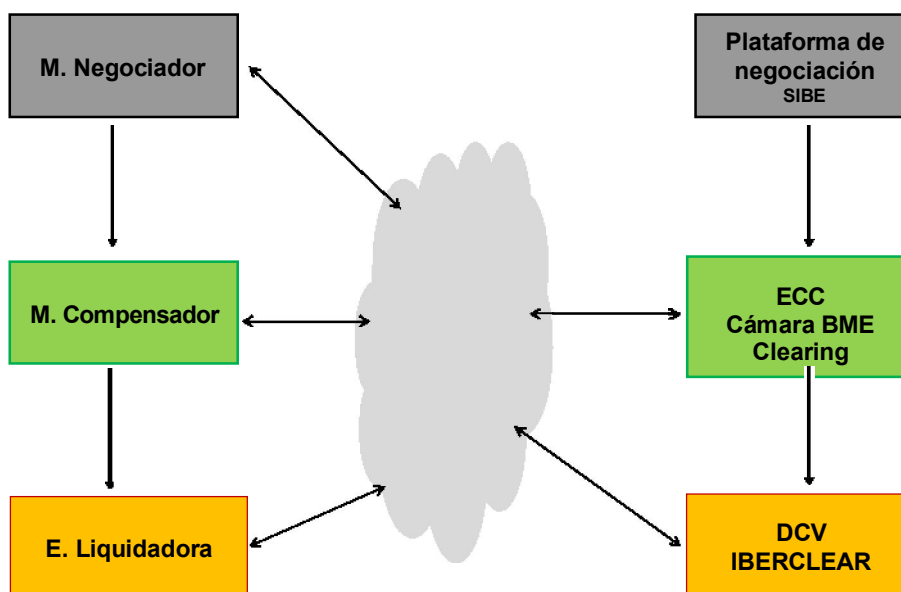 M. Negociador
Plataforma de
negociación
SIBE
M. Compensador
ECC
Cámara BME
Clearing
E. Liquidadora
DCV
IBERCLEAR